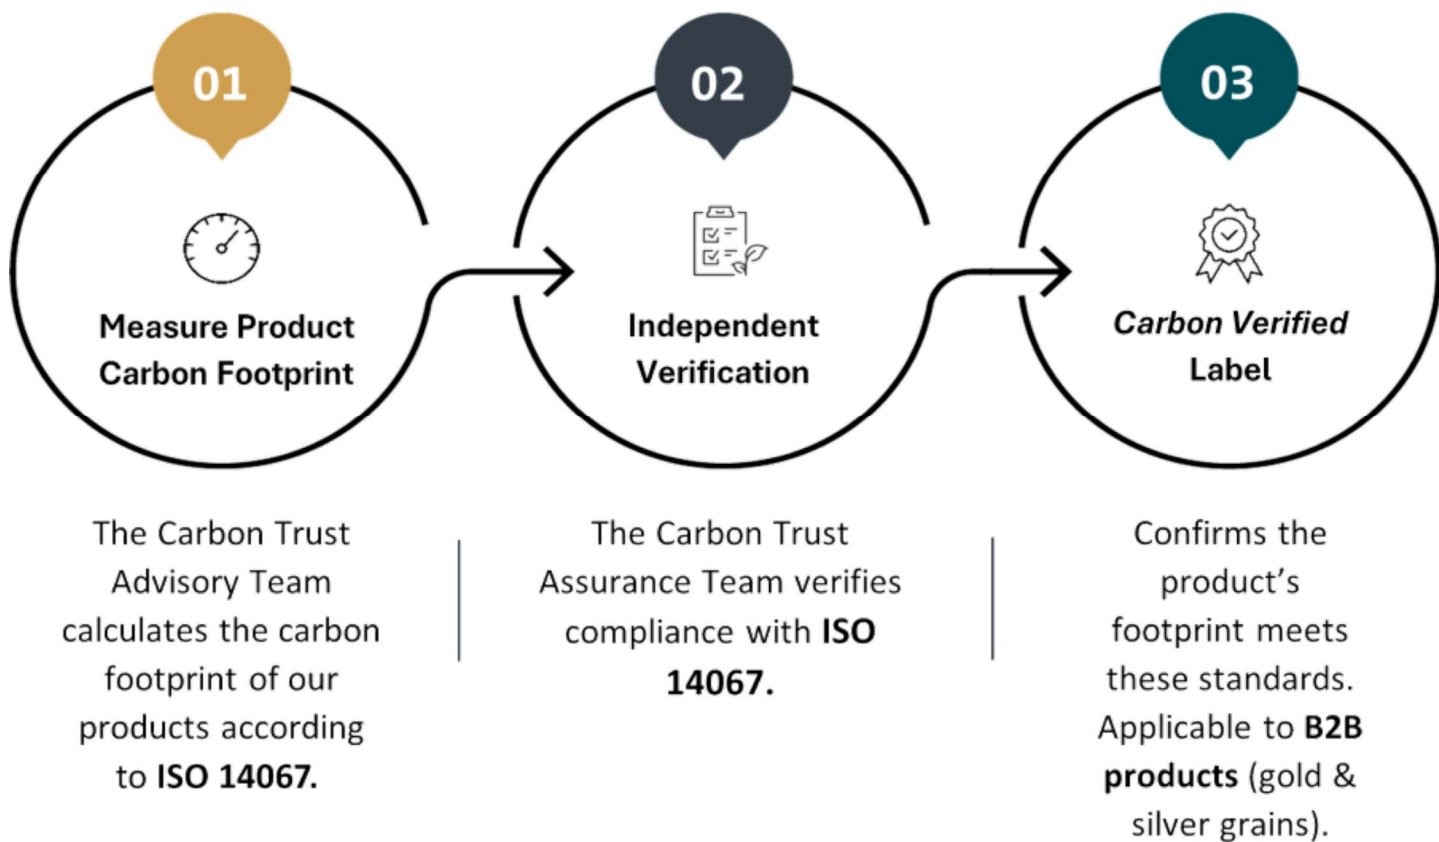 01
Measure Product
Carbon Footprint
The Carbon Trust
Advisory Team
calculates the carbon
footprint of our
products according
to ISO 14067.
02
Independent
Verification
The Carbon Trust
Assurance Team verifies
compliance with ISO
14067.
03
Carbon Verified
Label
Confirms the
product’s
footprint meets
these standards.
Applicable to B2B
products (gold &
silver grains).